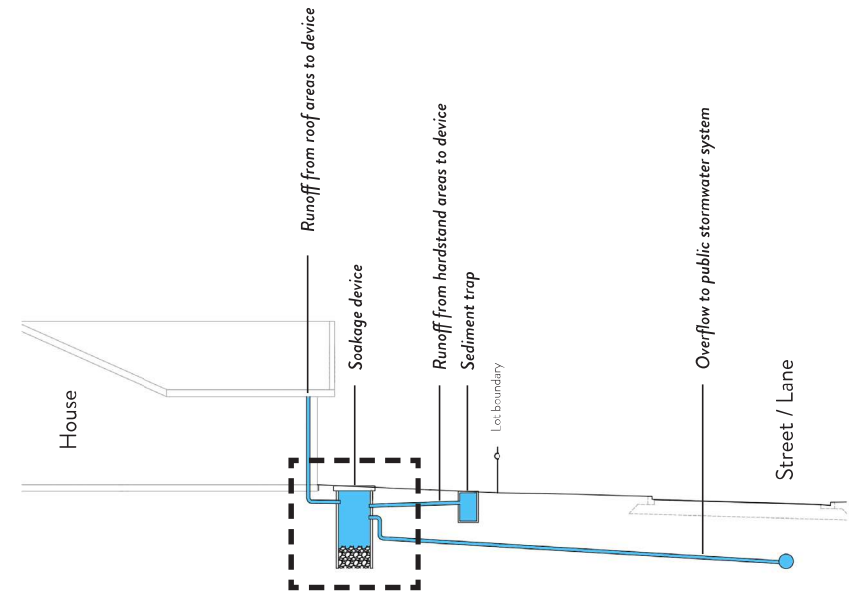 House
Runoff from roof areas to device
Soakage device
Runoff from hardstand areas to device
Sediment trap
Lot boundary
Overflow to public stormwater system
Street / Lane